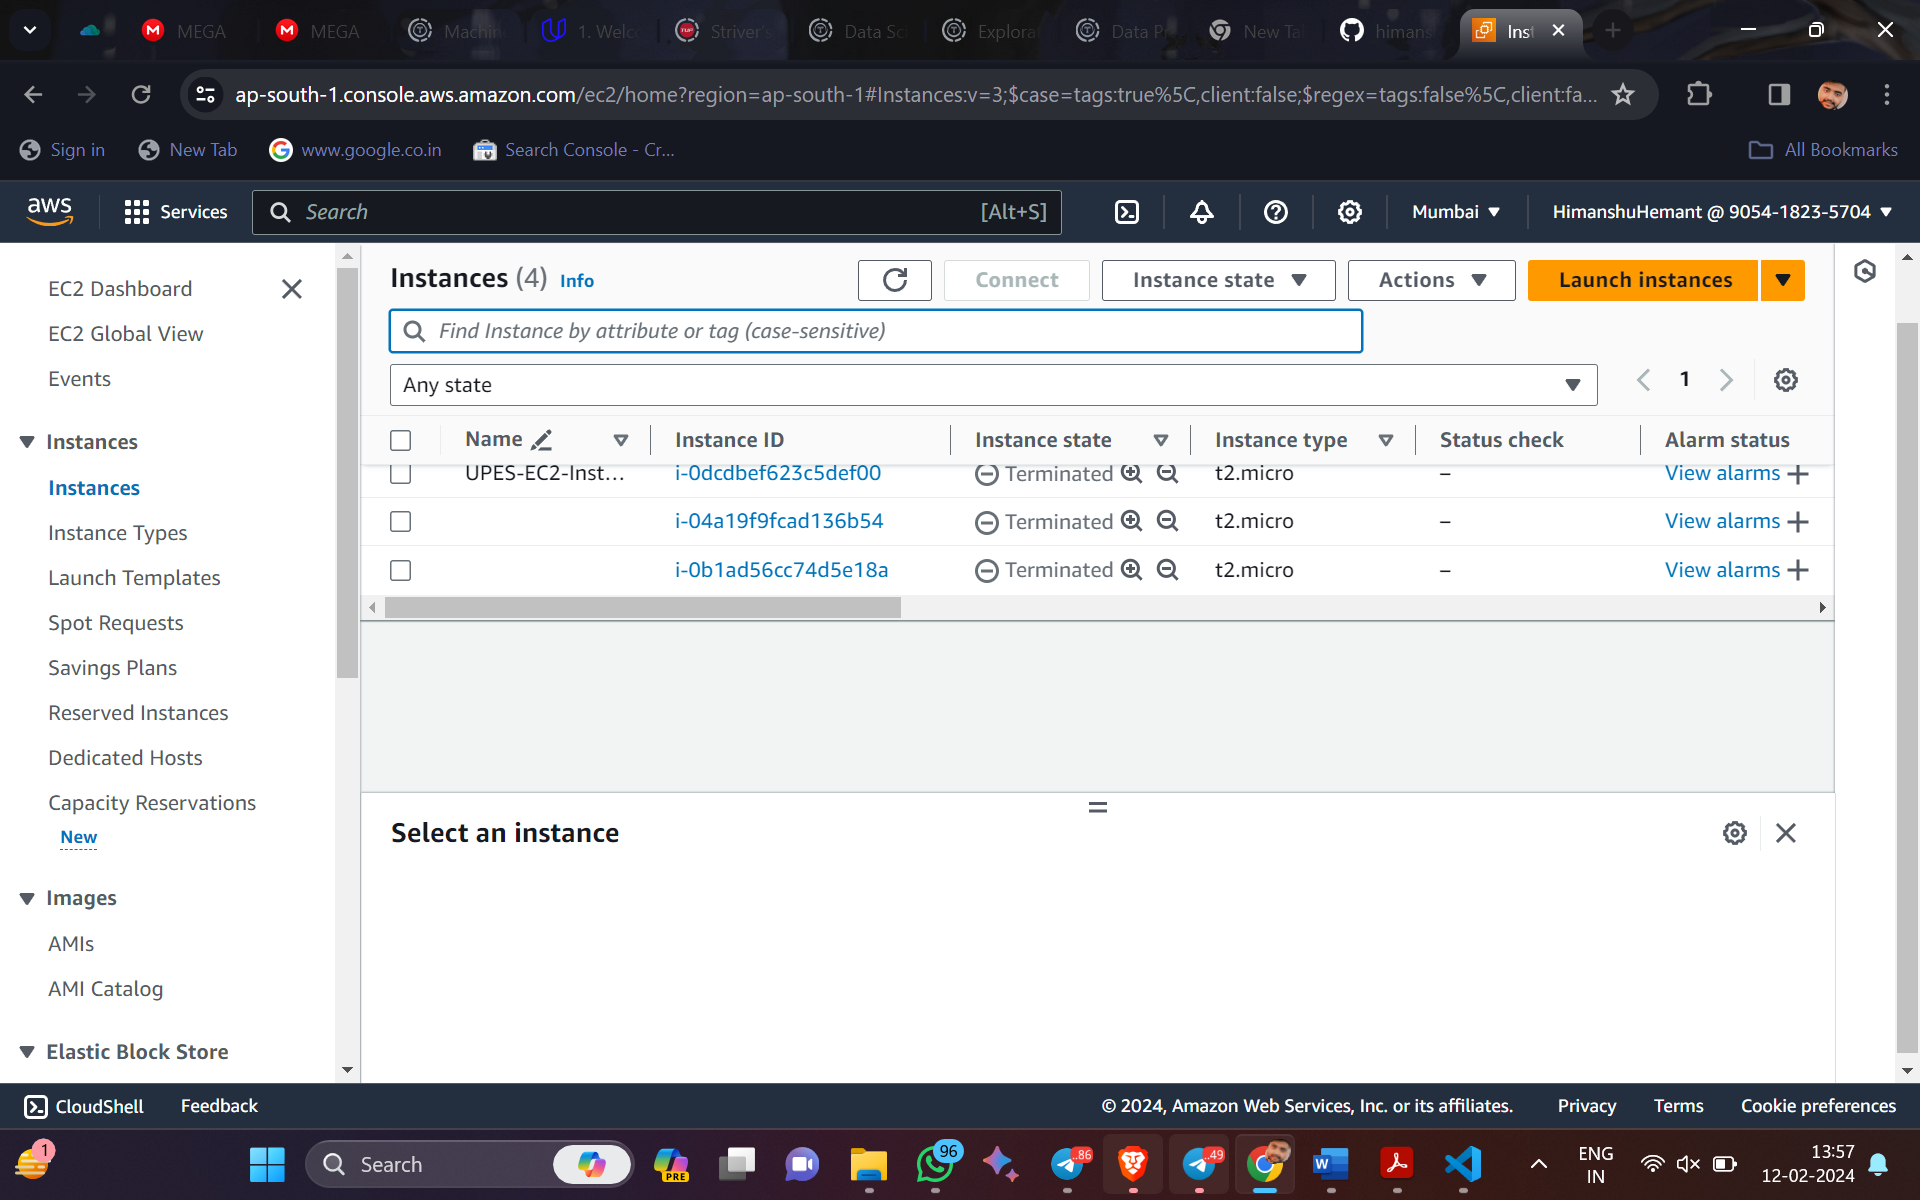 MEGA
MEGA
Machin
1. Welc
Striver's
Data Sc
Explora
Data P
New Ta
himans
Inst
ap-south-1.console.aws.amazon.com/ec2/home?region=ap-south-1#Instances:v=3;$case=tags:true%5C,client:false;$regex=tags:false%5C,client:fa...
Sign in
New Tab
www.google.co.in
Search Console - Cr...
All Bookmarks
aws
Services
Search
[Alt+S]
Mumbai
HimanshuHemant @ 9054-1823-5704
EC2 Dashboard
EC2 Global View
Events
Instances
Instances
Instance Types
Launch Templates
Spot Requests
Savings Plans
Reserved Instances
Dedicated Hosts
Capacity Reservations
New
Images
AMIs
AMI Catalog
Elastic Block Store
Instances (4) Info
Connect
Instance state
Actions
Launch instances
Find Instance by attribute or tag (case-sensitive)
Any state
1
Name Instance ID Instance state Instance type Status check Alarm status
UPES-EC2-Inst... i-0dcdbef623c5def00 Terminated t2.micro – View alarms
i-04a19f9fcad136b54 Terminated t2.micro – View alarms
i-0b1ad56cc74d5e18a Terminated t2.micro – View alarms
Select an instance
CloudShell
Feedback
© 2024, Amazon Web Services, Inc. or its affiliates.
Privacy
Terms
Cookie preferences
1
Search
PRE
96
..86
..49
ENG
IN
13:57
12-02-2024